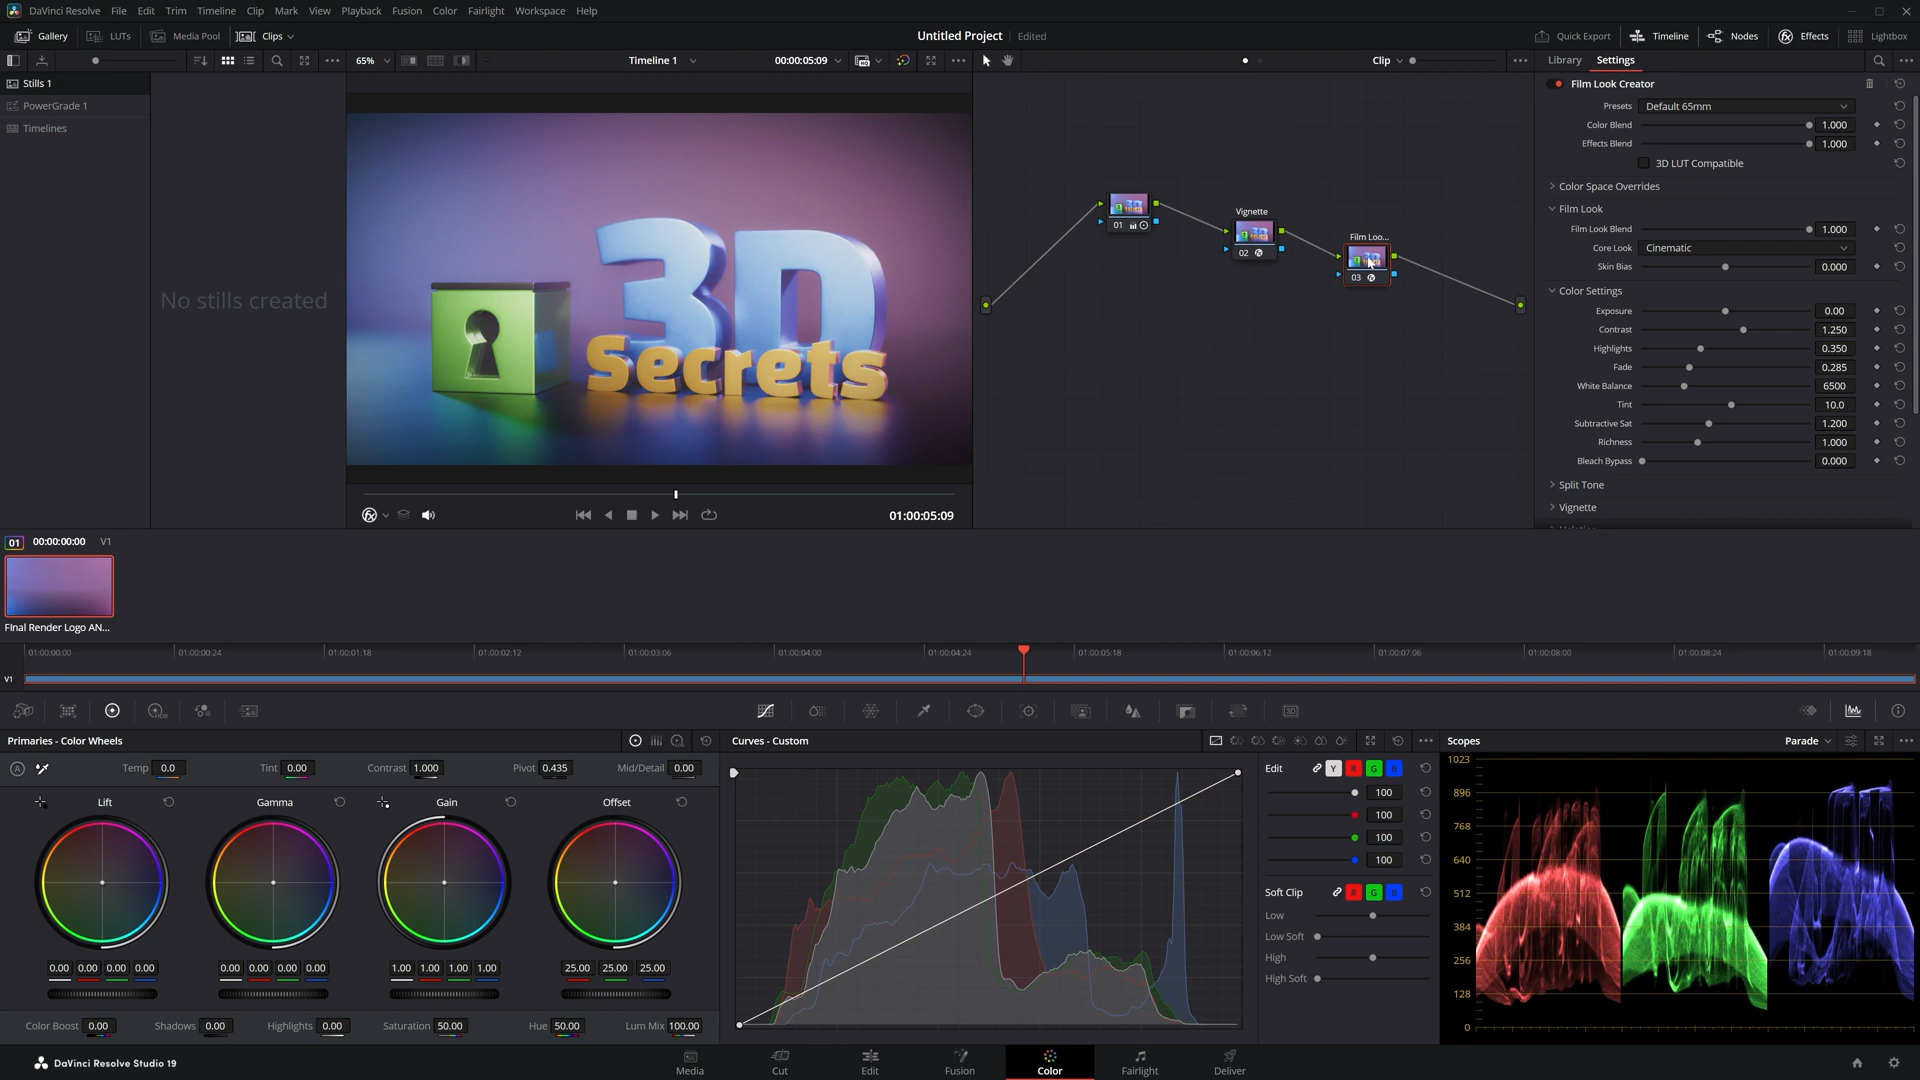 DaVinci Resolve File Edit Trim Timeline Clip Mark View Playback Fusion Color Fairlight Workspace Help
Gallery LUTs Media Pool Clips Untitled Project Edited Quick Export Timeline Nodes Effects Lightbox
65% Timeline 1 00:00:05:09 Clip Library Settings
Stills 1
PowerGrade 1
Timelines
No stills created
3D
Secrets
01:00:05:09
01
Vignette
02
Film Loo...
03
Film Look Creator
Presets Default 65mm
Color Blend 1.000
Effects Blend 1.000
3D LUT Compatible
Color Space Overrides
Film Look
Film Look Blend 1.000
Core Look Cinematic
Skin Bias 0.000
Color Settings
Exposure 0.00
Contrast 1.250
Highlights 0.350
Fade 0.285
White Balance 6500
Tint 10.0
Subtractive Sat 1.200
Richness 1.000
Bleach Bypass 0.000
Split Tone
Vignette
01 00:00:00:00 V1
FInal Render Logo AN...
01:00:00:00 01:00:00:24 01:00:01:18 01:00:02:12 01:00:03:06 01:00:04:00 01:00:04:24 01:00:05:18 01:00:06:12 01:00:07:06 01:00:08:00 01:00:08:24 01:00:09:18
V1
Primaries - Color Wheels
A Temp 0.0 Tint 0.00 Contrast 1.000 Pivot 0.435 Mid/Detail 0.00
Lift Gamma Gain Offset
0.00 0.00 0.00 0.00 0.00 0.00 0.00 0.00 1.00 1.00 1.00 1.00 25.00 25.00 25.00
Color Boost 0.00 Shadows 0.00 Highlights 0.00 Saturation 50.00 Hue 50.00 Lum Mix 100.00
Curves - Custom
Edit Y R G B
100
100
100
100
Soft Clip R G B
Low
Low Soft
High
High Soft
Scopes Parade
1023
896
768
640
512
384
256
128
0
DaVinci Resolve Studio 19
Media Cut Edit Fusion Color Fairlight Deliver